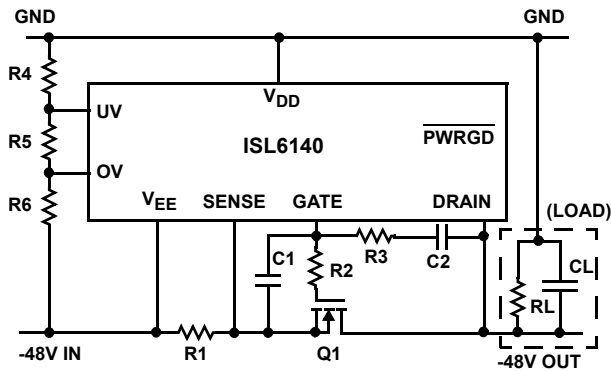 GND
GND
R4
VDD
UV
R5
ISL6140
PWRGD
OV
R6
VEE
SENSE
GATE
DRAIN
(LOAD)
C1
R2
R3
C2
CL
RL
-48V IN
R1
Q1
-48V OUT